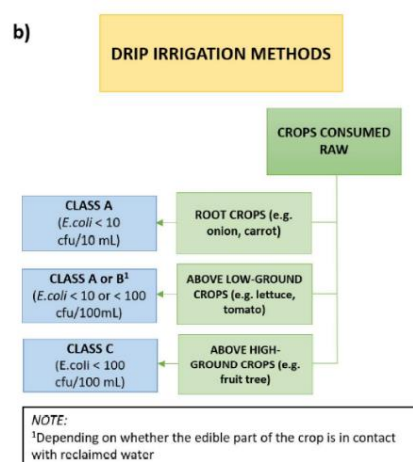 b)
DRIP IRRIGATION METHODS
CROPS CONSUMED
RAW
CLASS A
(E.coli < 10
cfu/10 mL)
ROOT CROPS (e.g.
onion, carrot)
CLASS A or B¹
(E.coli < 10 or < 100
cfu/100mL)
ABOVE LOW-GROUND
CROPS (e.g. lettuce,
tomato)
CLASS C
(E.coli < 100
cfu/100 mL)
ABOVE HIGH-
GROUND CROPS (e.g.
fruit tree)
NOTE:
¹Depending on whether the edible part of the crop is in contact
with reclaimed water